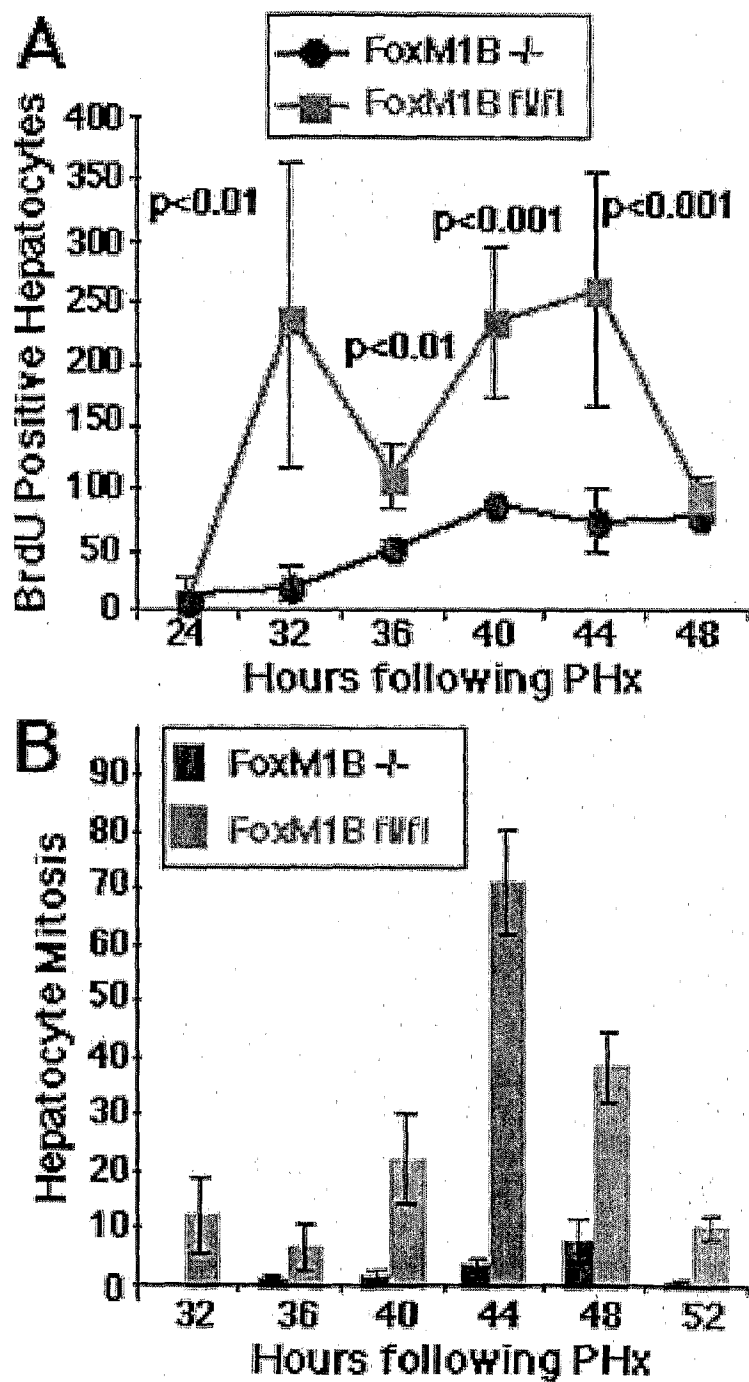 A
FoxM1B -/-
FoxM1B fl/fl
BrdU Positive Hepatocytes
400
350
300
250
200
150
100
50
0
p<0.01
p<0.01
p<0.001
p<0.001
24 32 36 40 44 48
Hours following PHx
B
FoxM1B -/-
FoxM1B fl/fl
Hepatocyte Mitosis
90
80
70
60
50
40
30
20
10
0
32 36 40 44 48 52
Hours following PHx